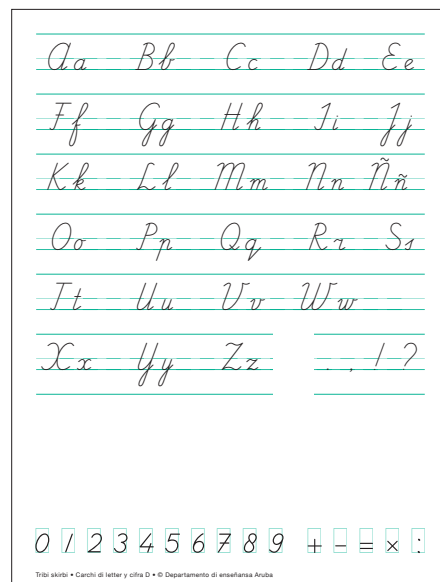 Aa Bb Cc Dd Ee
Ff Gg Hh Ii Jj
Kk Ll Mm Nn Ññ
Oo Pp Qq Rr Ss
Tt Uu Vv Ww
Xx Yy Zz . , ! ?
0 1 2 3 4 5 6 7 8 9 + - = × :
Tribi skirbi • Carchi di letter y cifra D • © Departamento di enseñansa Aruba